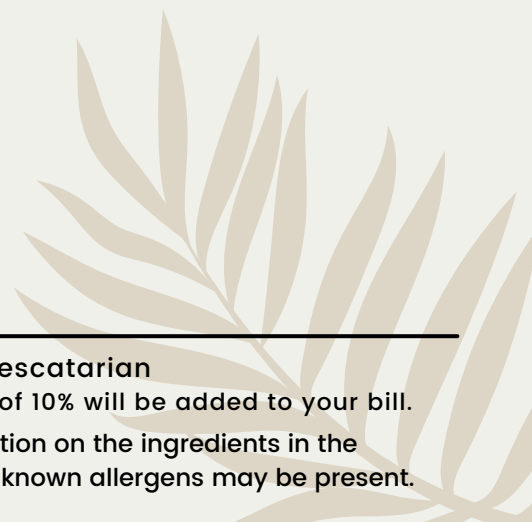 escatarian
of 10% will be added to your bill.
tion on the ingredients in the
known allergens may be present.